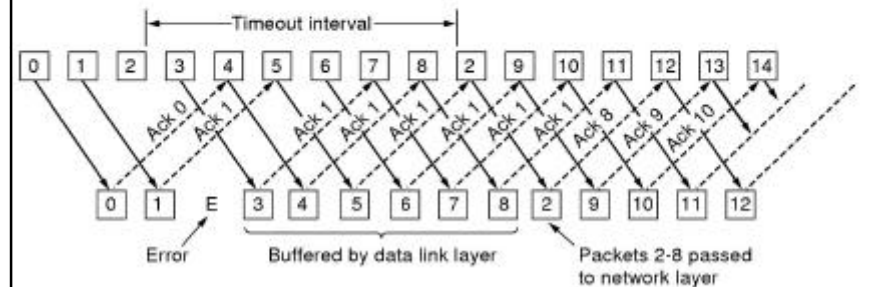 Timeout interval
0 1 2 3 4 5 6 7 8 2 9 10 11 12 13 14
Ack 0 Ack 1 Ack 1 Ack 1 Ack 1 Ack 1 Ack 1 Ack 1 Ack 8 Ack 9 Ack 10
0 1 E 3 4 5 6 7 8 2 9 10 11 12
Error Buffered by data link layer Packets 2-8 passed
to network layer